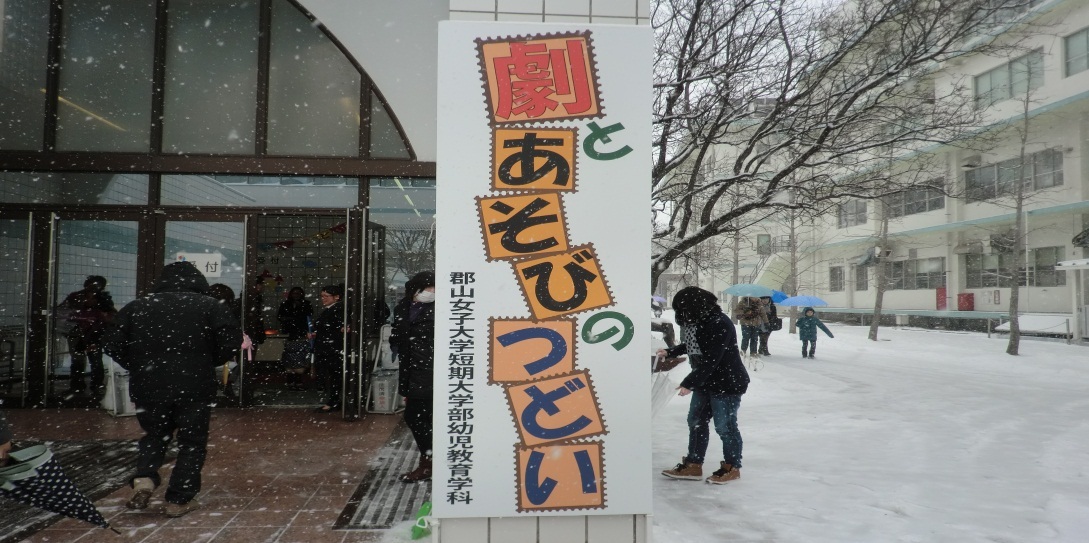 劇とあそびのつどい
郡山女子大学短期大学部幼児教育学科
付